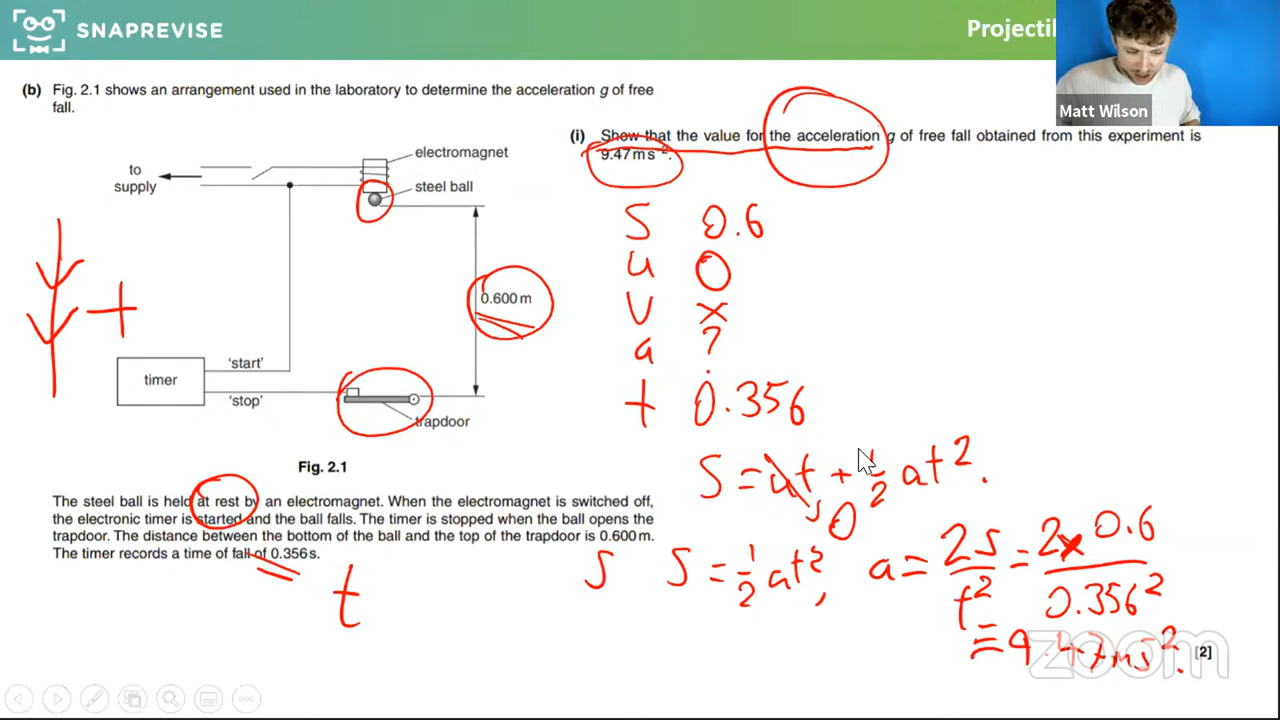 SNAPREVISE
Projectil
Matt Wilson
(b) Fig. 2.1 shows an arrangement used in the laboratory to determine the acceleration g of free
fall.
(i) Show that the value for the acceleration g of free fall obtained from this experiment is
9.47 m s⁻².
to
supply
electromagnet
steel ball
0.600 m
+
timer
'start'
'stop'
trapdoor
Fig. 2.1
The steel ball is held at rest by an electromagnet. When the electromagnet is switched off,
the electronic timer is started and the ball falls. The timer is stopped when the ball opens the
trapdoor. The distance between the bottom of the ball and the top of the trapdoor is 0.600 m.
The timer records a time of fall of 0.356 s.
t
S 0.6
u 0
v x
a ?
t 0.356
S = ut + 1/2 at².
0
S S = 1/2 at², a = 2s/t² = 2 x 0.6/0.356²
= 9.47 ms⁻².
zoom
[2]